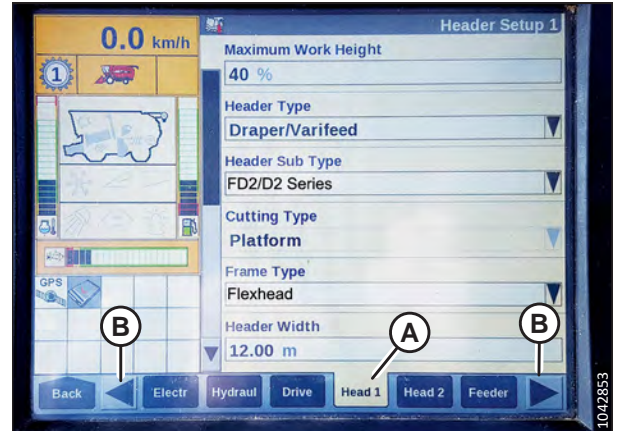 0.0 km/h
Header Setup 1
1
Maximum Work Height
40 %
Header Type
Draper/Varifeed
Header Sub Type
FD2/D2 Series
Cutting Type
Platform
Frame Type
Flexhead
GPS
Header Width
12.00 m
B
A
B
Back
Electr
Hydraul
Drive
Head 1
Head 2
Feeder
1042853